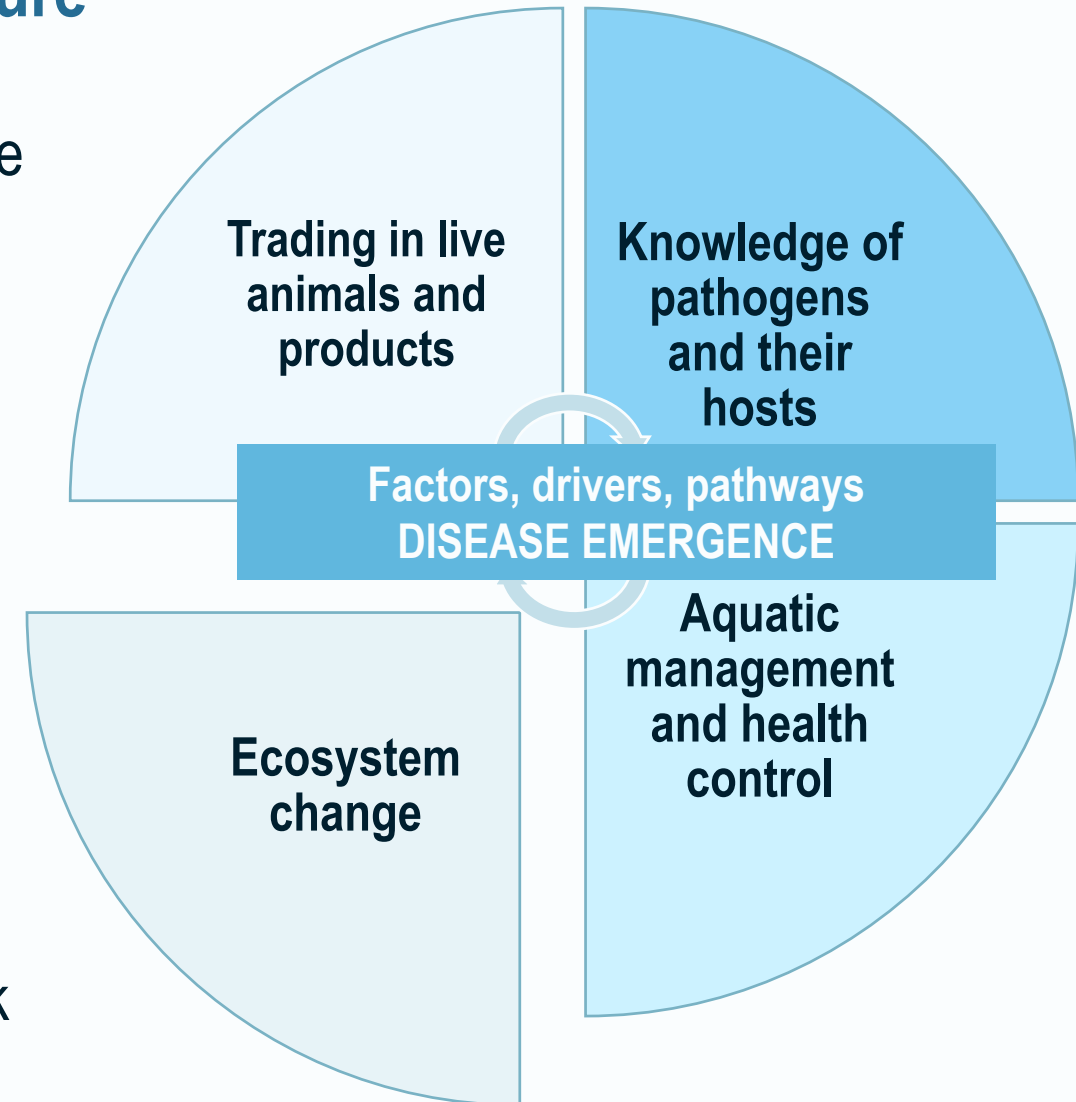 Trading in live
animals and
products
Knowledge of
pathogens
and their
hosts
Factors, drivers, pathways
DISEASE EMERGENCE
Ecosystem
change
Aquatic
management
and health
control